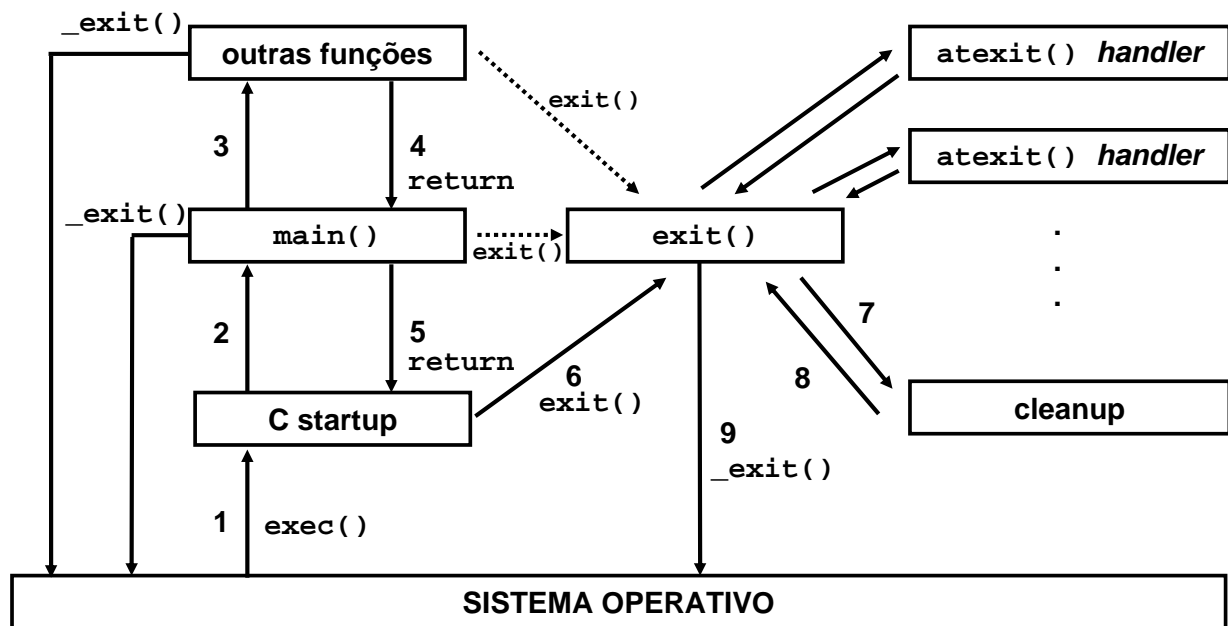 _exit()
outras funções
atexit() handler
exit()
3
4
return
atexit() handler
_exit()
main()
exit()
exit()
.
.
.
2
5
return
6
exit()
7
8
C startup
cleanup
9
_exit()
1
exec()
SISTEMA OPERATIVO